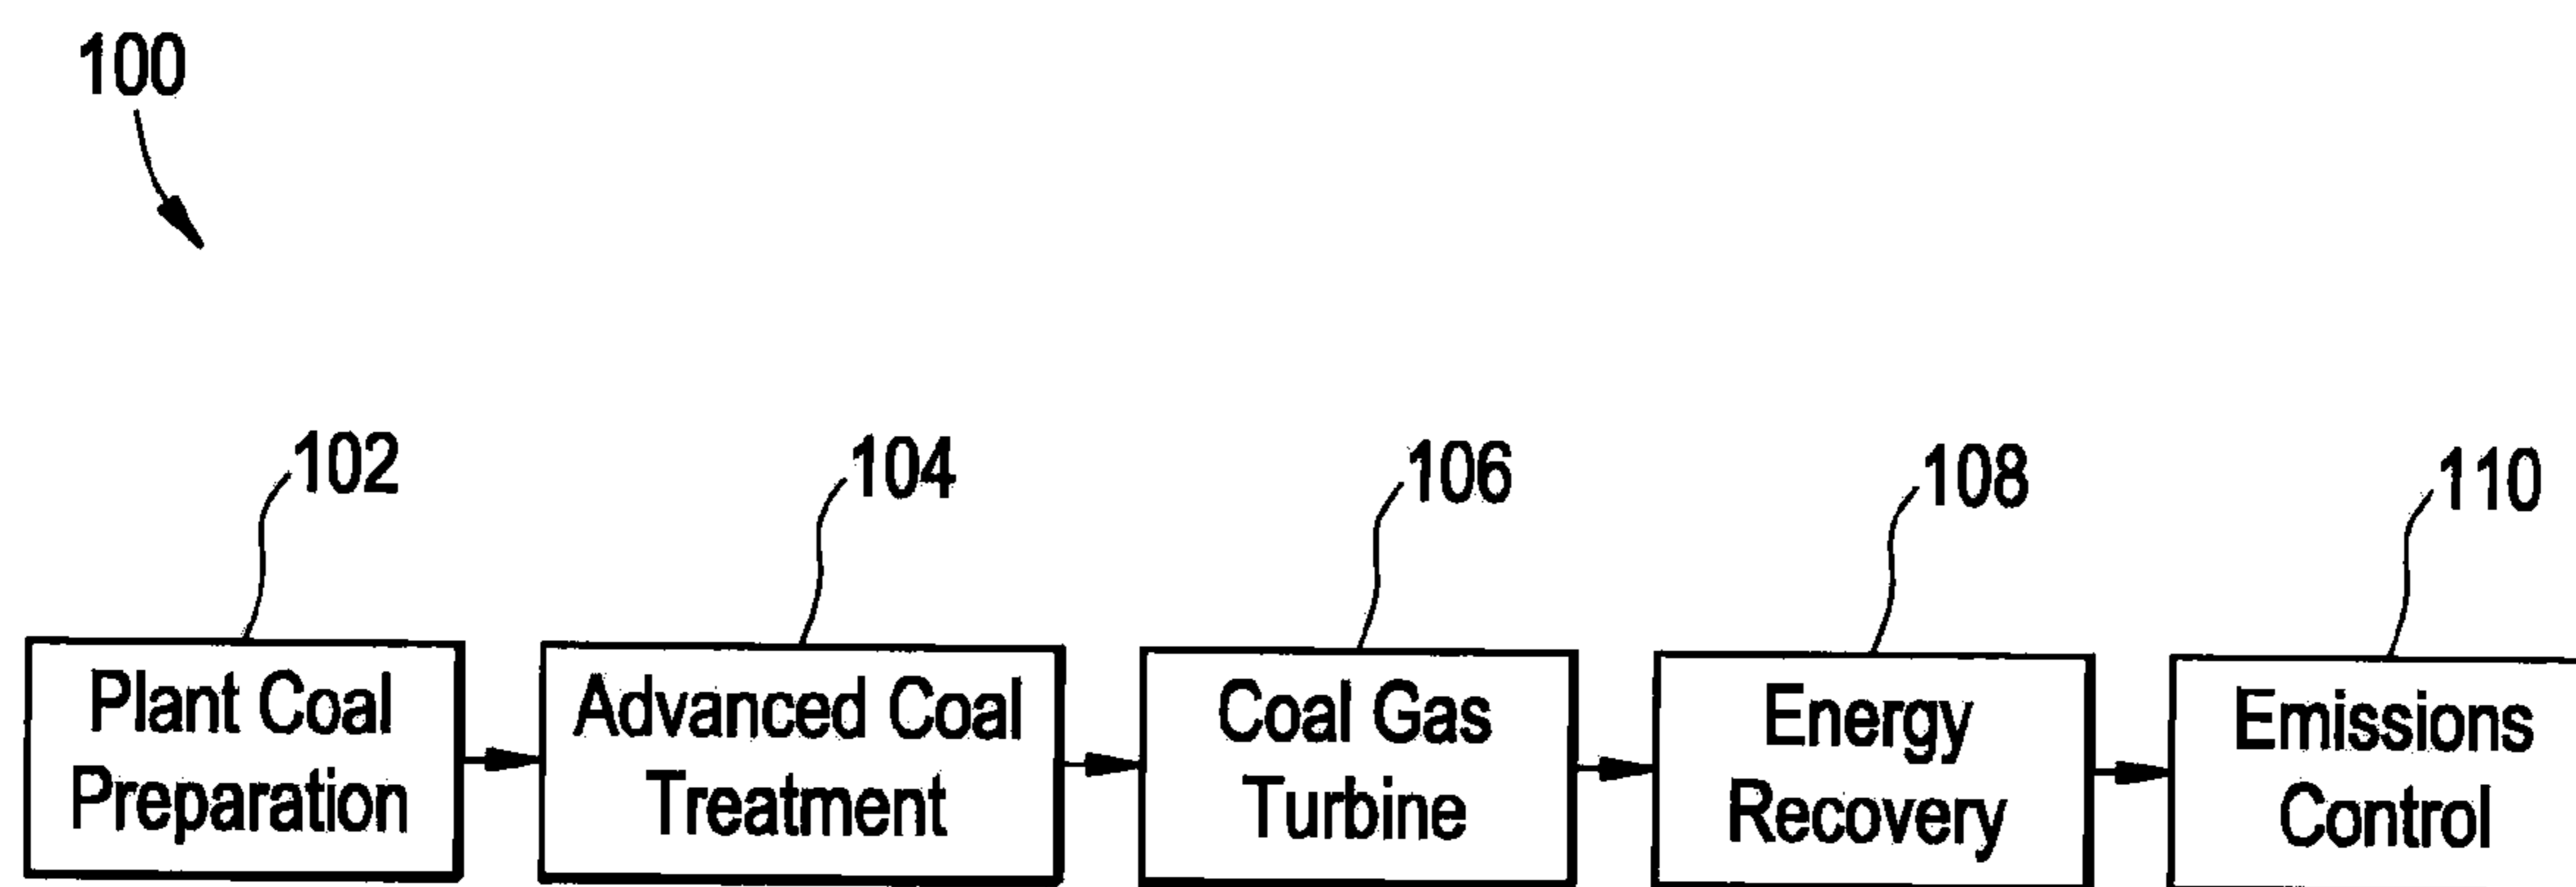 100
102
104
106
108
110
Plant Coal
Preparation
Advanced Coal
Treatment
Coal Gas
Turbine
Energy
Recovery
Emissions
Control